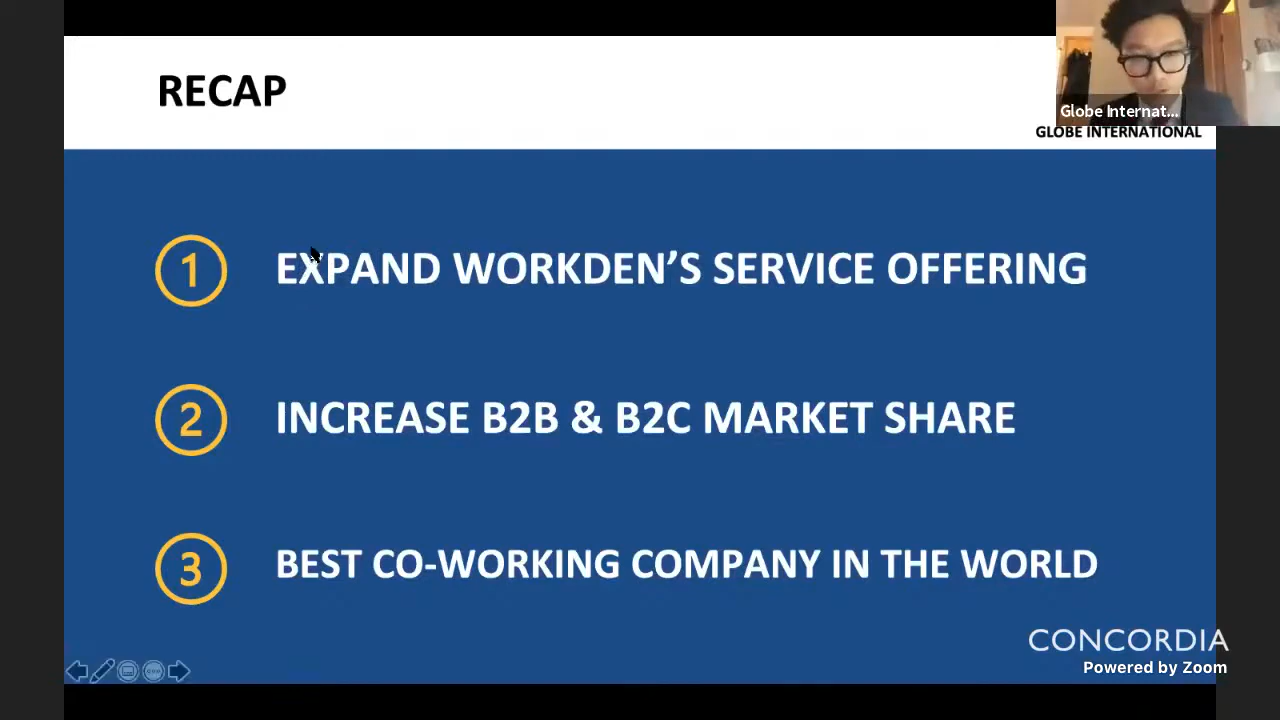 RECAP
Globe Internat...
GLOBE INTERNATIONAL
1 EXPAND WORKDEN'S SERVICE OFFERING
2 INCREASE B2B & B2C MARKET SHARE
3 BEST CO-WORKING COMPANY IN THE WORLD
CONCORDIA
Powered by Zoom